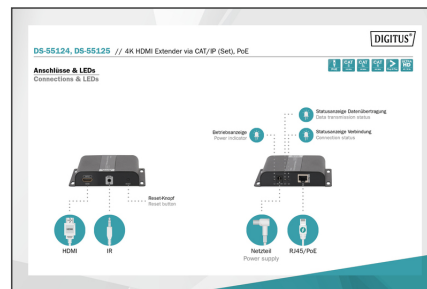 DIGITUS®
DS-55124, DS-55125 // 4K HDMI Extender via CAT/IP (Set), PoE
Anschlüsse & LEDs
Connections & LEDs
Statusanzeige Datenübertragung
Data transmission status
Betriebsanzeige
Power indicator
Statusanzeige Verbindung
Connection status
Reset-Knopf
Reset button
HDMI
IR
Netzteil
Power supply
RJ45/PoE